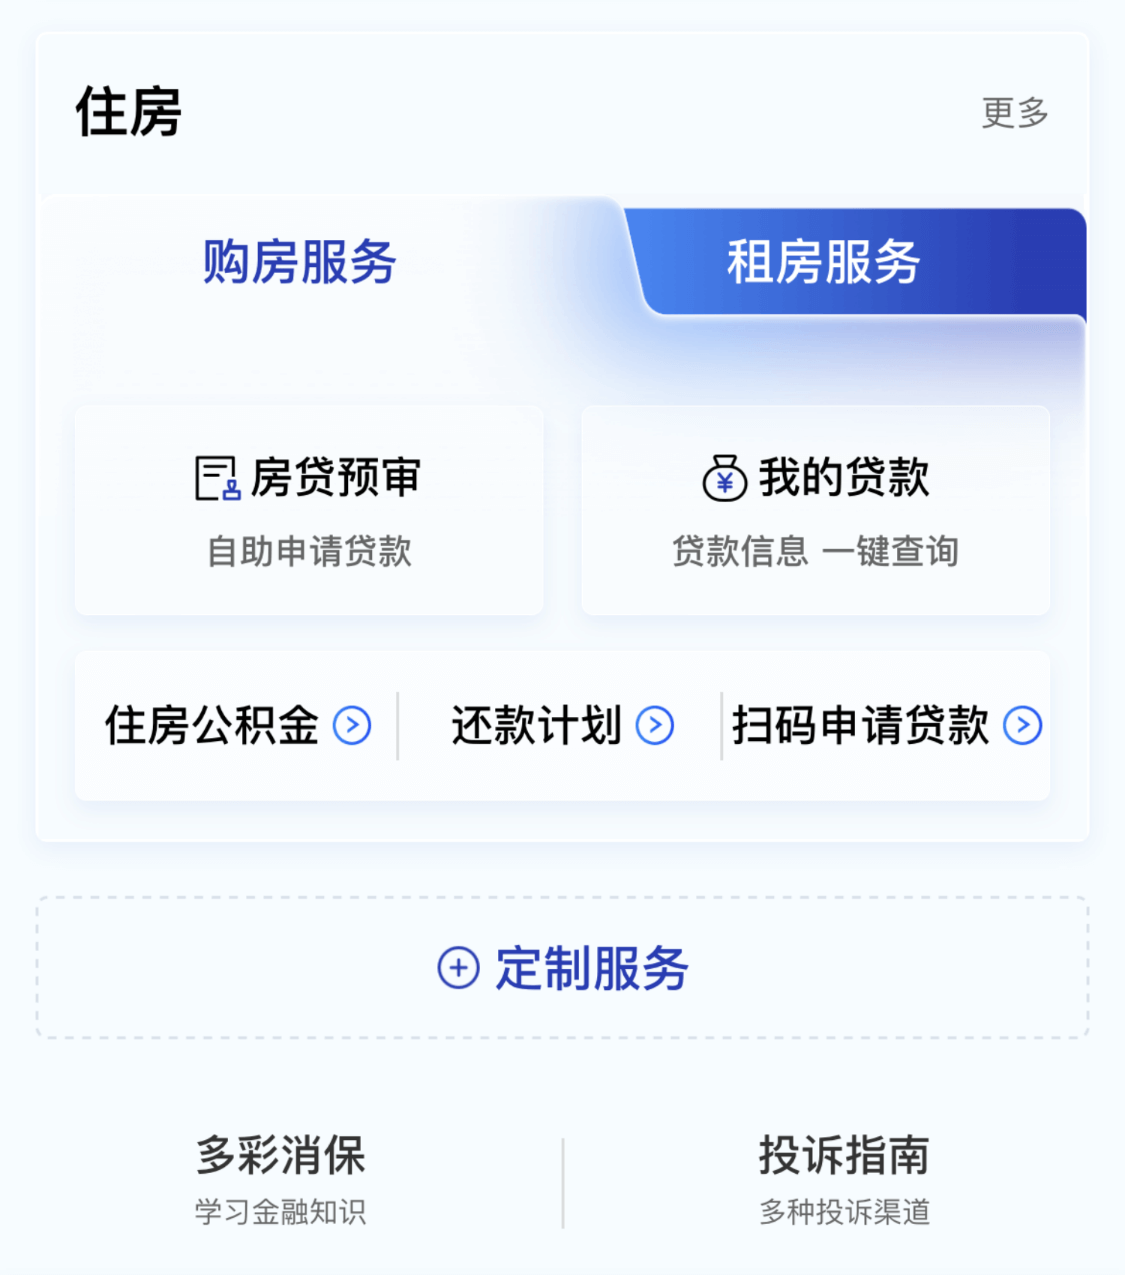 住房
更多
购房服务
租房服务
房贷预审
自助申请贷款
我的贷款
贷款信息 一键查询
住房公积金
还款计划
扫码申请贷款
定制服务
多彩消保
学习金融知识
投诉指南
多种投诉渠道